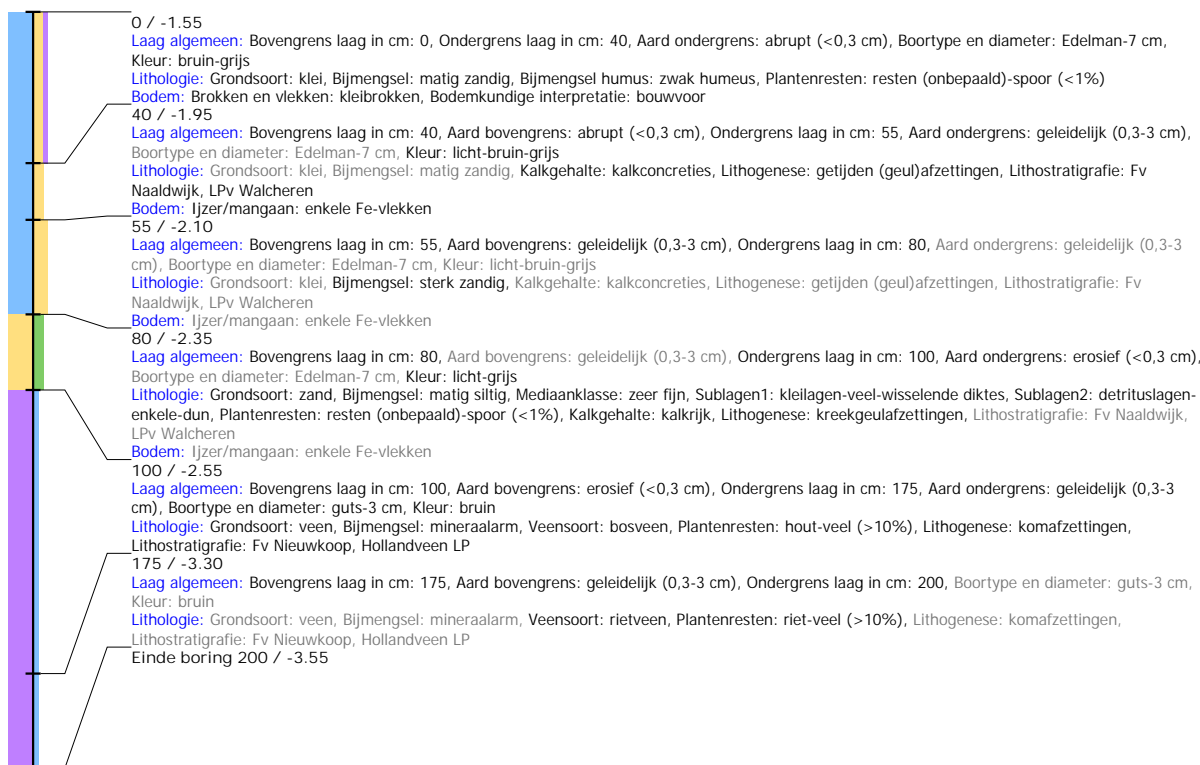 0 / -1.55
Laag algemeen: Bovengrens laag in cm: 0, Ondergrens laag in cm: 40, Aard ondergrens: abrupt (<0,3 cm), Boortype en diameter: Edelman-7 cm,
Kleur: bruin-grijs
Lithologie: Grondsoort: klei, Bijmengsel: matig zandig, Bijmengsel humus: zwak humeus, Plantenresten: resten (onbepaald)-spoor (<1%)
Bodem: Brokken en vlekken: kleibrokken, Bodemkundige interpretatie: bouwvoor
40 / -1.95
Laag algemeen: Bovengrens laag in cm: 40, Aard bovengrens: abrupt (<0,3 cm), Ondergrens laag in cm: 55, Aard ondergrens: geleidelijk (0,3-3 cm),
Boortype en diameter: Edelman-7 cm, Kleur: licht-bruin-grijs
Lithologie: Grondsoort: klei, Bijmengsel: matig zandig, Kalkgehalte: kalkconcreties, Lithogenese: getijden (geul)afzettingen, Lithostratigrafie: Fv
Naaldwijk, LPv Walcheren
Bodem: Ijzer/mangaan: enkele Fe-vlekken
55 / -2.10
Laag algemeen: Bovengrens laag in cm: 55, Aard bovengrens: geleidelijk (0,3-3 cm), Ondergrens laag in cm: 80, Aard ondergrens: geleidelijk (0,3-3
cm), Boortype en diameter: Edelman-7 cm, Kleur: licht-bruin-grijs
Lithologie: Grondsoort: klei, Bijmengsel: sterk zandig, Kalkgehalte: kalkconcreties, Lithogenese: getijden (geul)afzettingen, Lithostratigrafie: Fv
Naaldwijk, LPv Walcheren
Bodem: Ijzer/mangaan: enkele Fe-vlekken
80 / -2.35
Laag algemeen: Bovengrens laag in cm: 80, Aard bovengrens: geleidelijk (0,3-3 cm), Ondergrens laag in cm: 100, Aard ondergrens: erosief (<0,3 cm),
Boortype en diameter: Edelman-7 cm, Kleur: licht-grijs
Lithologie: Grondsoort: zand, Bijmengsel: matig siltig, Mediaanklasse: zeer fijn, Sublagen1: kleilagen-veel-wisselende diktes, Sublagen2: detrituslagen-
enkele-dun, Plantenresten: resten (onbepaald)-spoor (<1%), Kalkgehalte: kalkrijk, Lithogenese: kreekgeulafzettingen, Lithostratigrafie: Fv Naaldwijk,
LPv Walcheren
Bodem: Ijzer/mangaan: enkele Fe-vlekken
100 / -2.55
Laag algemeen: Bovengrens laag in cm: 100, Aard bovengrens: erosief (<0,3 cm), Ondergrens laag in cm: 175, Aard ondergrens: geleidelijk (0,3-3
cm), Boortype en diameter: guts-3 cm, Kleur: bruin
Lithologie: Grondsoort: veen, Bijmengsel: mineraalarm, Veensoort: bosveen, Plantenresten: hout-veel (>10%), Lithogenese: komafzettingen,
Lithostratigrafie: Fv Nieuwkoop, Hollandveen LP
175 / -3.30
Laag algemeen: Bovengrens laag in cm: 175, Aard bovengrens: geleidelijk (0,3-3 cm), Ondergrens laag in cm: 200, Boortype en diameter: guts-3 cm,
Kleur: bruin
Lithologie: Grondsoort: veen, Bijmengsel: mineraalarm, Veensoort: rietveen, Plantenresten: riet-veel (>10%), Lithogenese: komafzettingen,
Lithostratigrafie: Fv Nieuwkoop, Hollandveen LP
Einde boring 200 / -3.55